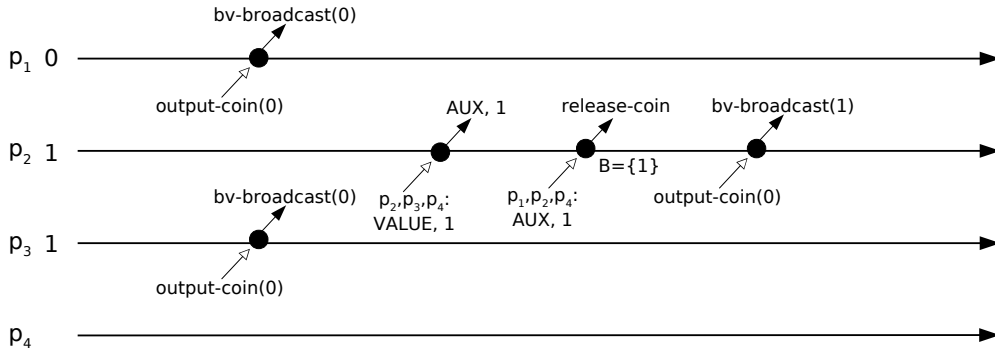 bv-broadcast(0)
p1 0
output-coin(0)
AUX, 1
release-coin
bv-broadcast(1)
p2 1
B={1}
p2,p3,p4:
VALUE, 1
p1,p2,p4:
AUX, 1
output-coin(0)
bv-broadcast(0)
p3 1
output-coin(0)
p4